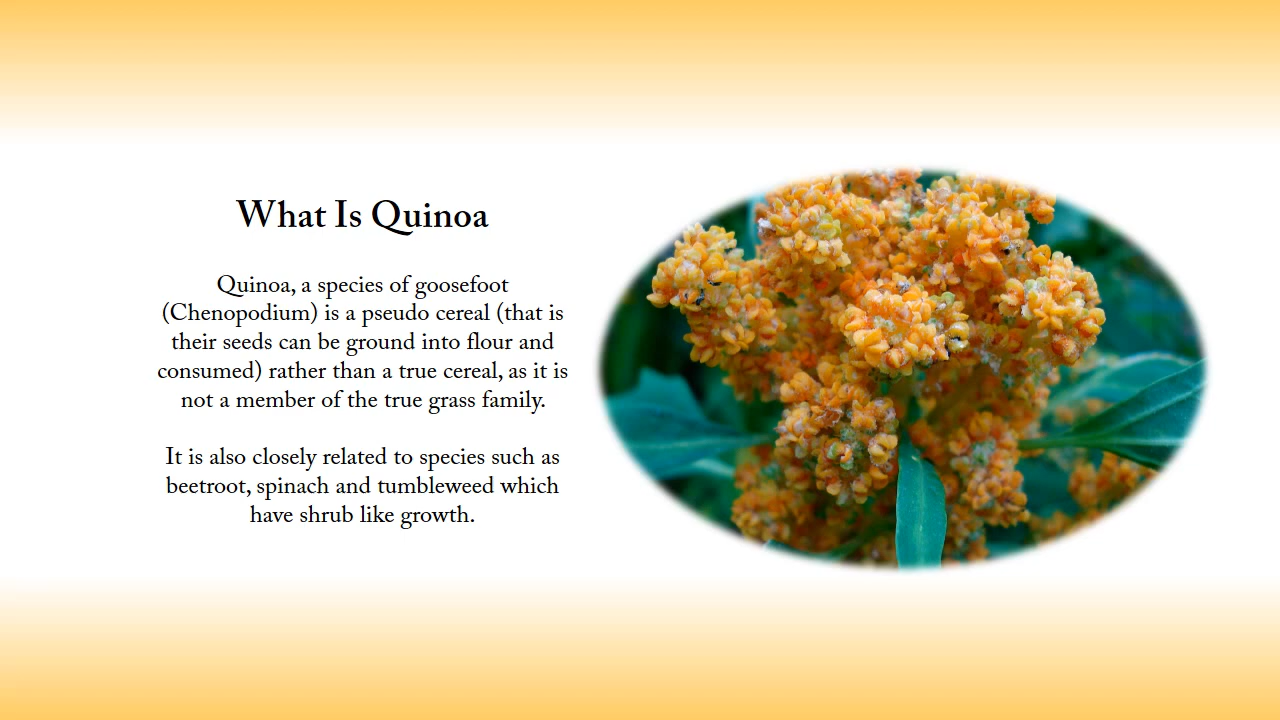 What Is Quinoa
Quinoa, a species of goosefoot
(Chenopodium) is a pseudo cereal (that is
their seeds can be ground into flour and
consumed) rather than a true cereal, as it is
not a member of the true grass family.
It is also closely related to species such as
beetroot, spinach and tumbleweed which
have shrub like growth.